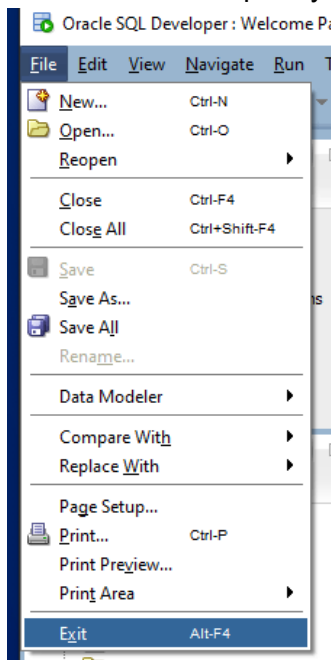 Oracle SQL Developer : Welcome Pa
File Edit View Navigate Run T
New... Ctrl-N
Open... Ctrl-O
Reopen
Close Ctrl-F4
Close All Ctrl+Shift-F4
Save Ctrl-S
Save As...
ns
Save All
Rename...
Data Modeler
Compare With
Replace With
Page Setup...
Print... Ctrl-P
Print Preview...
Print Area
Exit Alt-F4